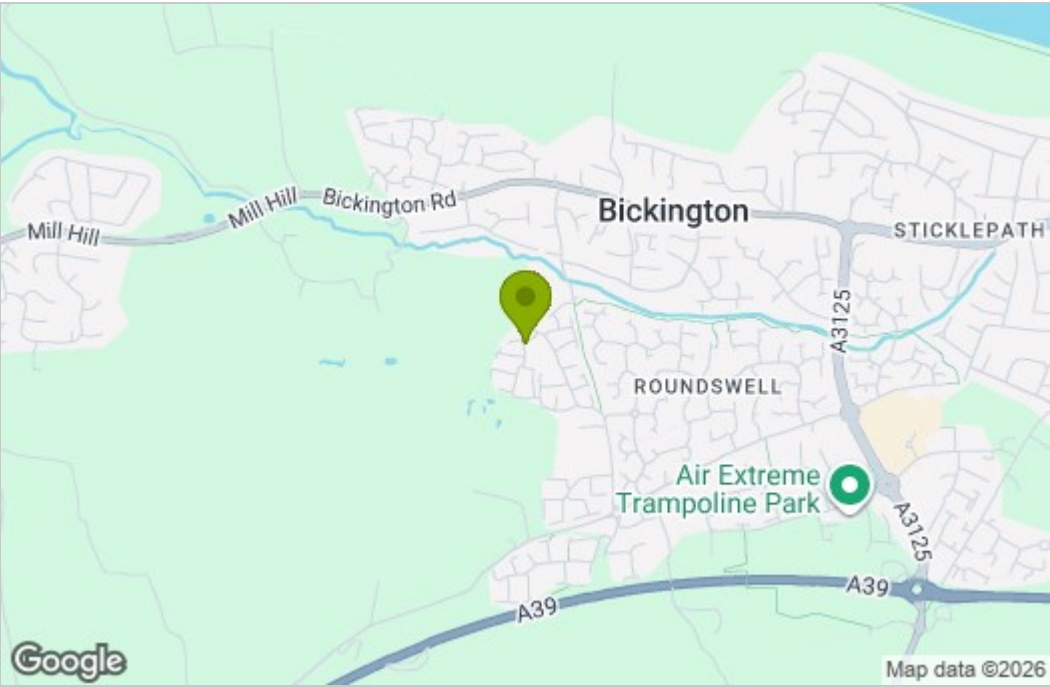 Bickington Rd
Mill Hill
Bickington
Mill Hill
STICKLEPATH
A3125
ROUNDSWELL
Air Extreme
Trampoline Park
A3125
A39
A39
Google
Map data ©2026